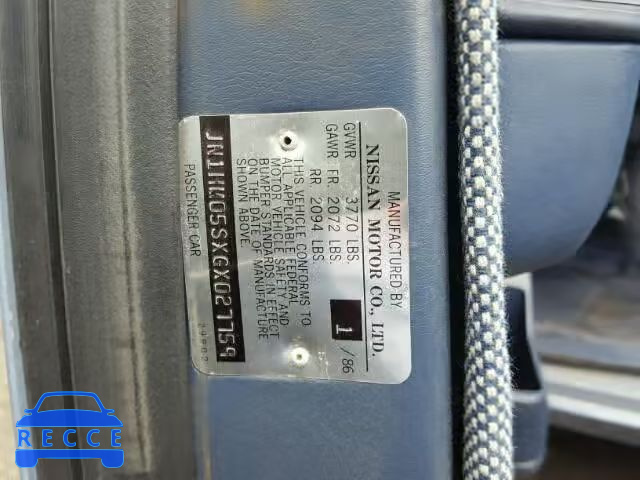 MANUFACTURED BY
NISSAN MOTOR CO., LTD.
GVWR 3770 LBS.
GAWR FR 2072 LBS.
RR 2094 LBS.
1 /86
THIS VEHICLE CONFORMS TO
ALL APPLICABLE FEDERAL
MOTOR VEHICLE SAFETY AND
BUMPER STANDARDS IN EFFECT
ON THE DATE OF MANUFACTURE
SHOWN ABOVE.
JN1HM05SXGX027759
PASSENGER CAR
RECCE